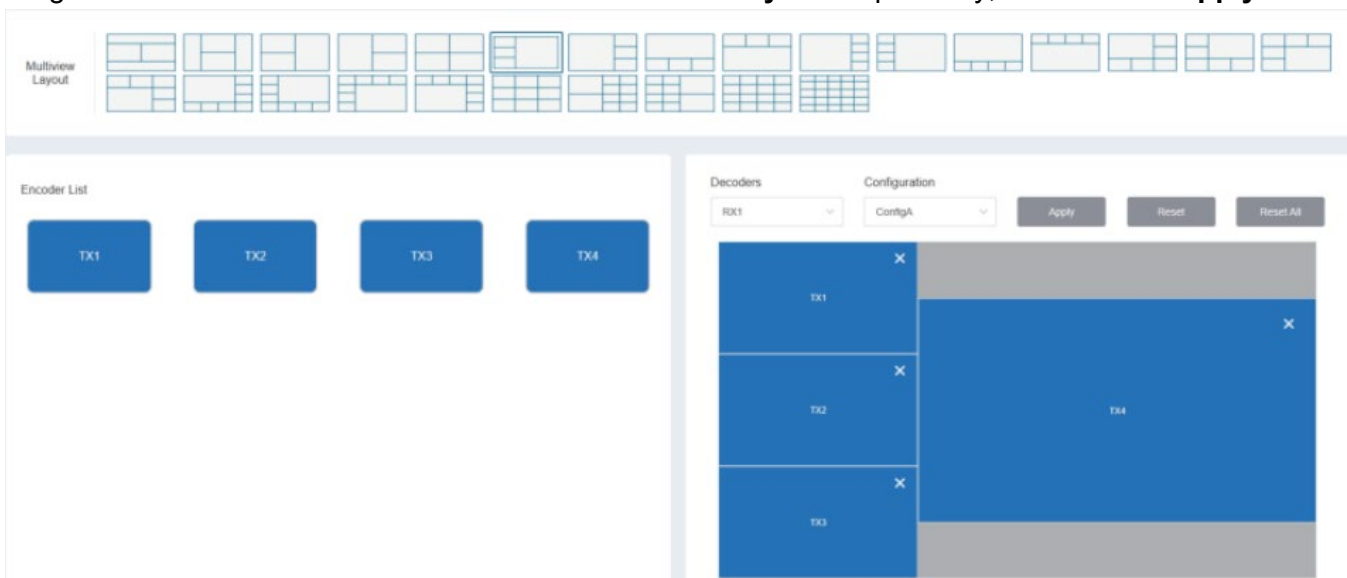 Multiview
Layout
Encoder List
TX1
TX2
TX3
TX4
Decoders
Configuration
RX1
ConfigA
Apply
Reset
Reset All
TX1
TX2
TX3
TX4